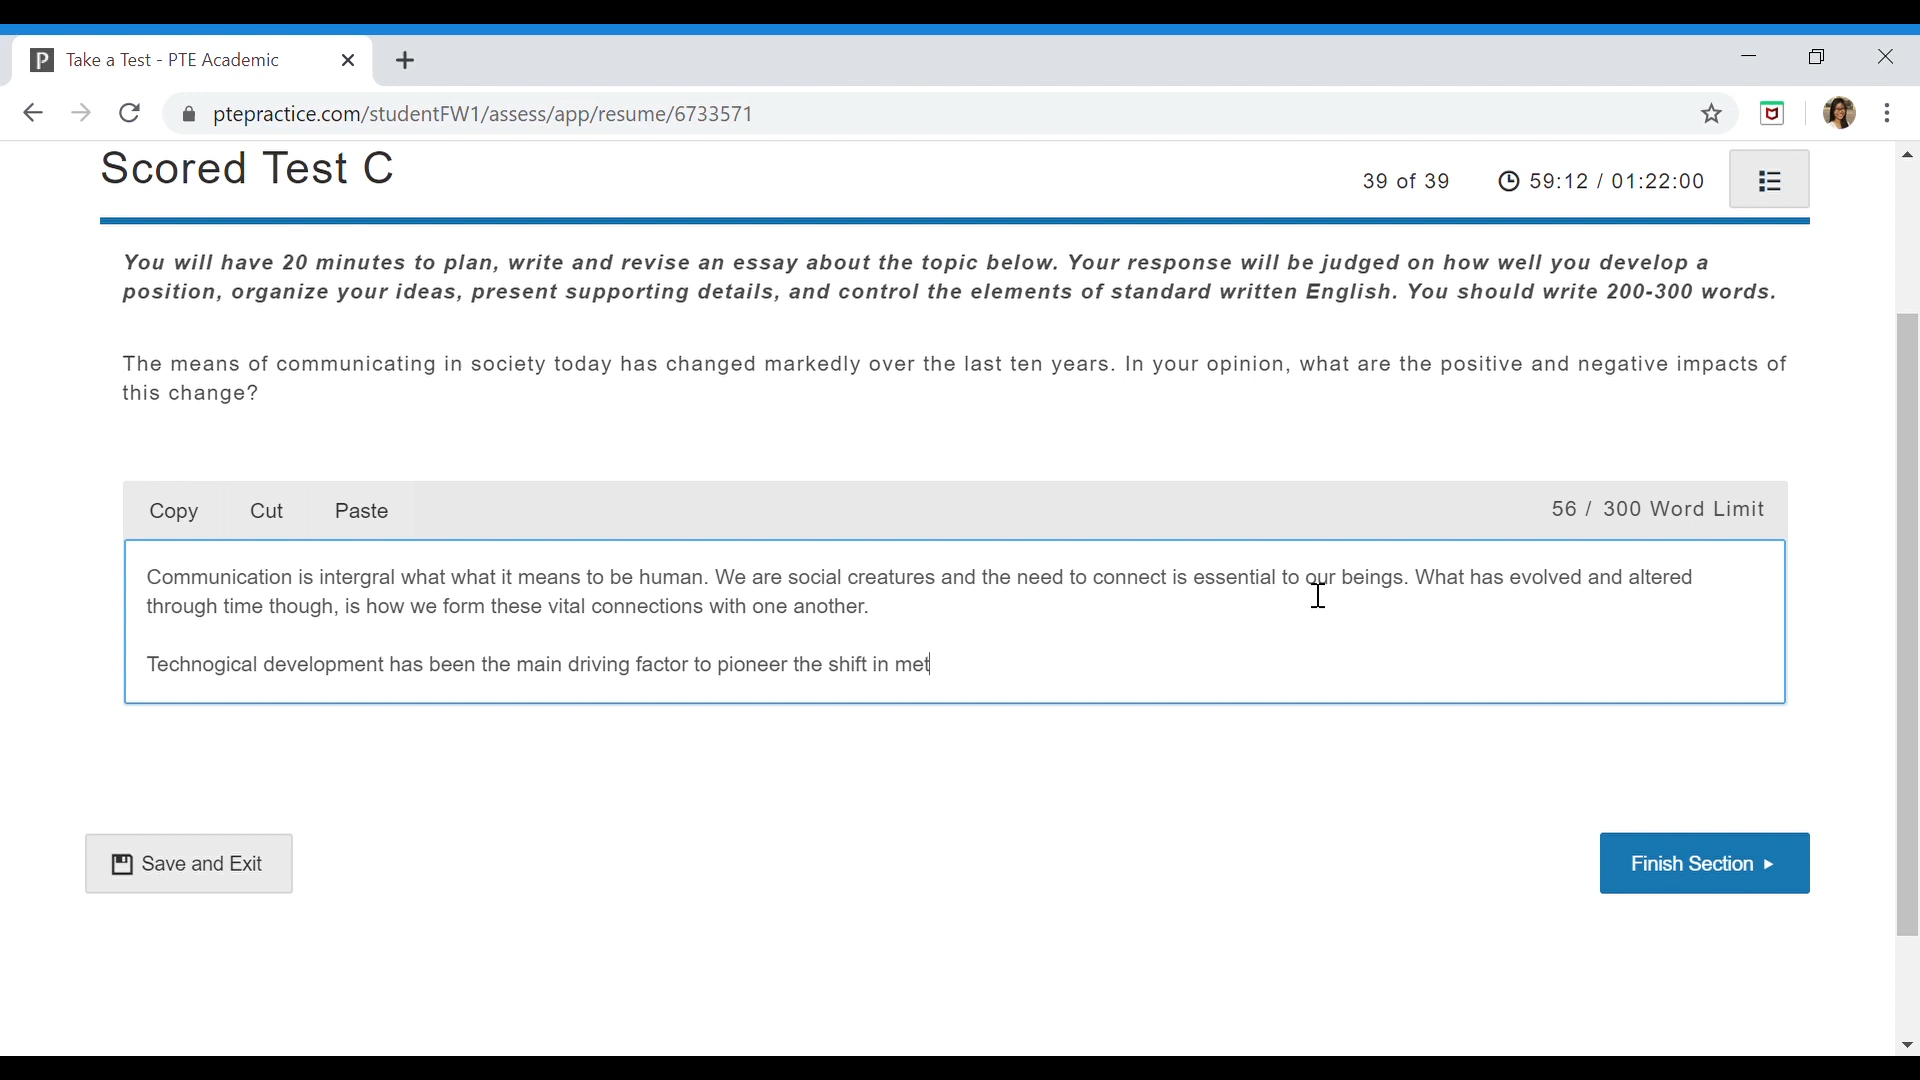 Take a Test - PTE Academic
ptepractice.com/studentFW1/assess/app/resume/6733571
Scored Test C
39 of 39
59:12 / 01:22:00
You will have 20 minutes to plan, write and revise an essay about the topic below. Your response will be judged on how well you develop a
position, organize your ideas, present supporting details, and control the elements of standard written English. You should write 200-300 words.
The means of communicating in society today has changed markedly over the last ten years. In your opinion, what are the positive and negative impacts of
this change?
Copy Cut Paste
56 / 300 Word Limit
Communication is intergral what what it means to be human. We are social creatures and the need to connect is essential to our beings. What has evolved and altered
through time though, is how we form these vital connections with one another.
Technogical development has been the main driving factor to pioneer the shift in met
Save and Exit
Finish Section